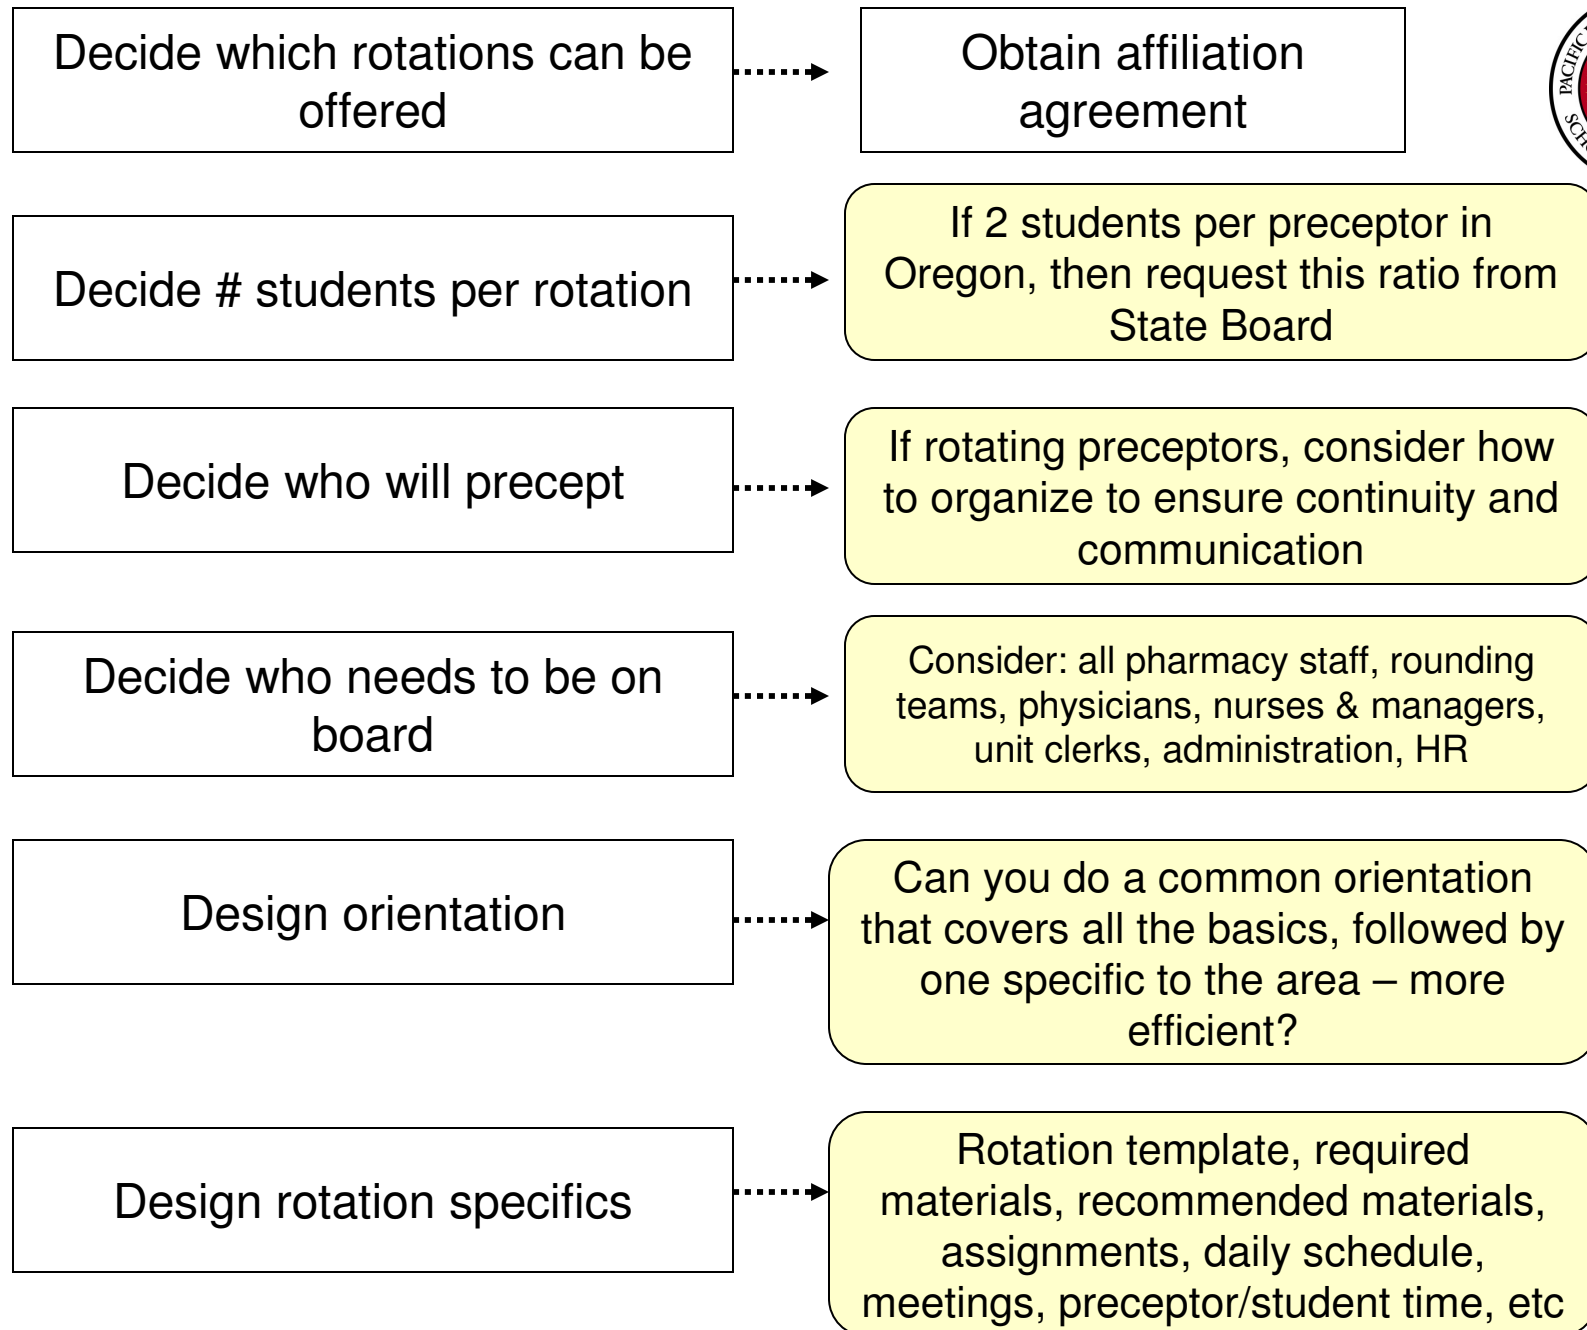 Decide which rotations can be
offered
Obtain affiliation
agreement
PACIFIC
Decide # students per rotation
If 2 students per preceptor in
Oregon, then request this ratio from
State Board
Decide who will precept
If rotating preceptors, consider how
to organize to ensure continuity and
communication
Decide who needs to be on
board
Consider: all pharmacy staff, rounding
teams, physicians, nurses & managers,
unit clerks, administration, HR
Design orientation
Can you do a common orientation
that covers all the basics, followed by
one specific to the area – more
efficient?
Design rotation specifics
Rotation template, required
materials, recommended materials,
assignments, daily schedule,
meetings, preceptor/student time, etc